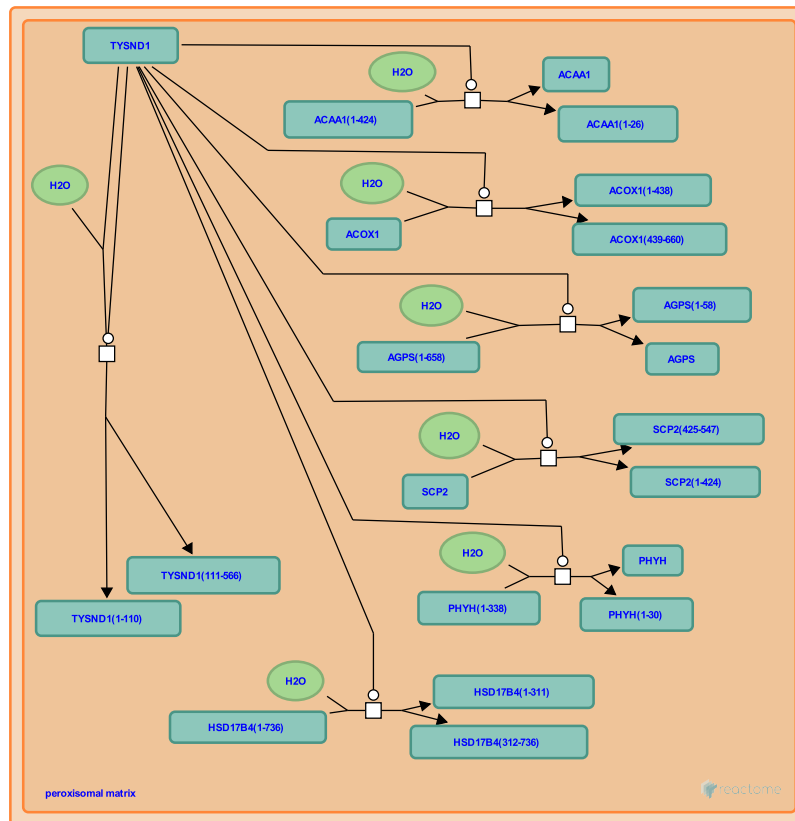 TYSND1
H2O
ACAA1
ACAA1(1-424)
ACAA1(1-26)
H2O
H2O
ACOX1(1-438)
ACOX1
ACOX1(439-660)
H2O
AGPS(1-58)
AGPS(1-658)
AGPS
H2O
SCP2(425-547)
SCP2
SCP2(1-424)
H2O
PHYH
TYSND1(111-566)
PHYH(1-338)
PHYH(1-30)
TYSND1(1-110)
H2O
HSD17B4(1-311)
HSD17B4(1-736)
HSD17B4(312-736)
peroxisomal matrix
reactome